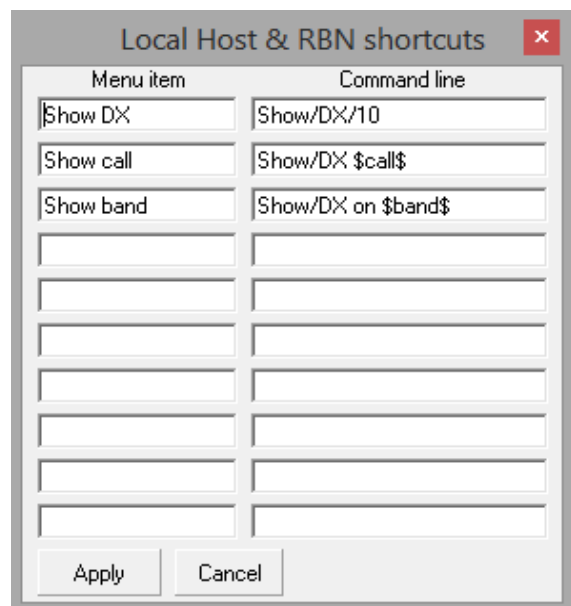 Local Host & RBN shortcuts
Menu item Command line
Show DX Show/DX/10
Show call Show/DX $call$
Show band Show/DX on $band$
Apply Cancel